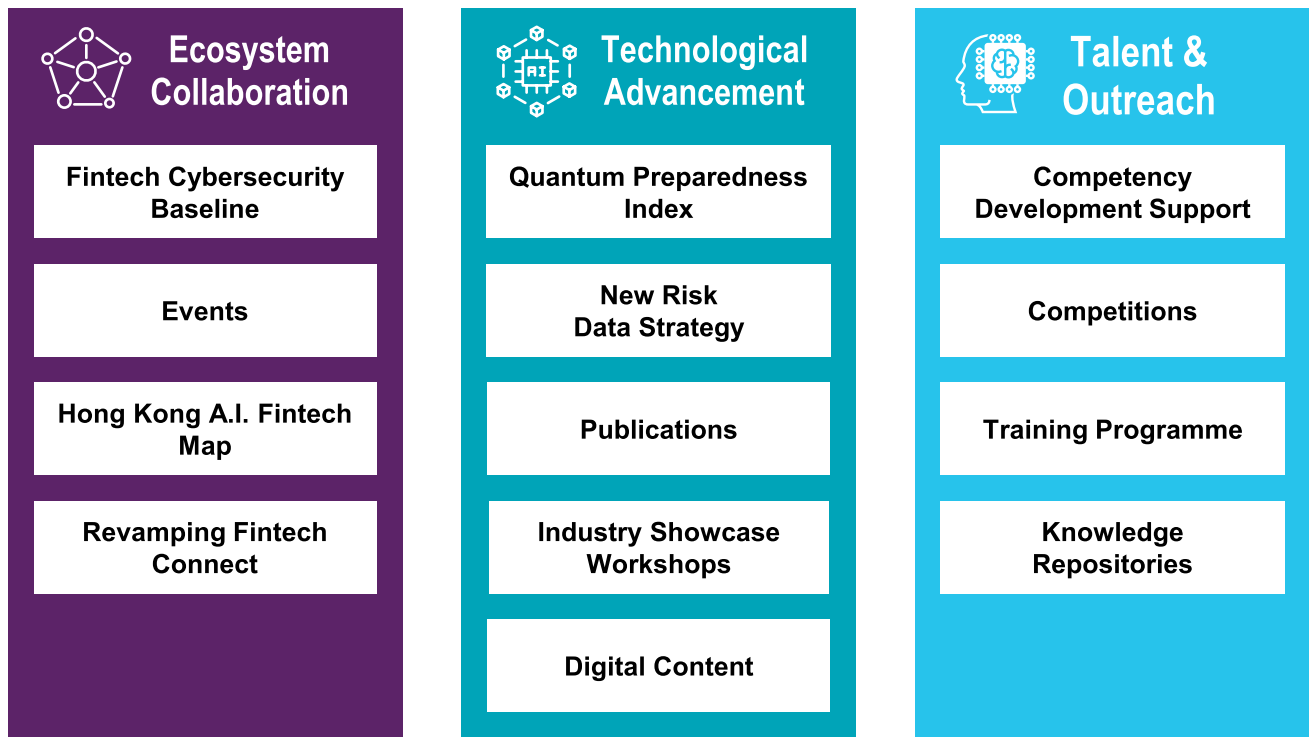 Ecosystem
Collaboration
Fintech Cybersecurity
Baseline
Events
Hong Kong A.I. Fintech
Map
Revamping Fintech
Connect
AI
Technological
Advancement
Quantum Preparedness
Index
New Risk
Data Strategy
Publications
Industry Showcase
Workshops
Digital Content
Talent &
Outreach
Competency
Development Support
Competitions
Training Programme
Knowledge
Repositories